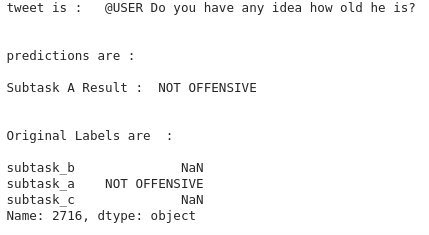 tweet is :   @USER Do you have any idea how old he is?
predictions are :
Subtask A Result :  NOT OFFENSIVE
Original Labels are  :
subtask_b              NaN
subtask_a    NOT OFFENSIVE
subtask_c              NaN
Name: 2716, dtype: object